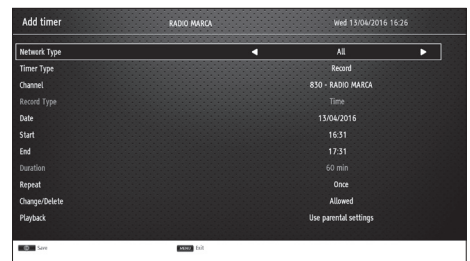 Add timer RADIO MARCA Wed 13/04/2016 16:26
Network Type All
Timer Type Record
Channel 830 - RADIO MARCA
Record Type Time
Date 13/04/2016
Start 16:31
End 17:31
Duration 60 min
Repeat Once
Change/Delete Allowed
Playback Use parental settings
Save MENU Exit